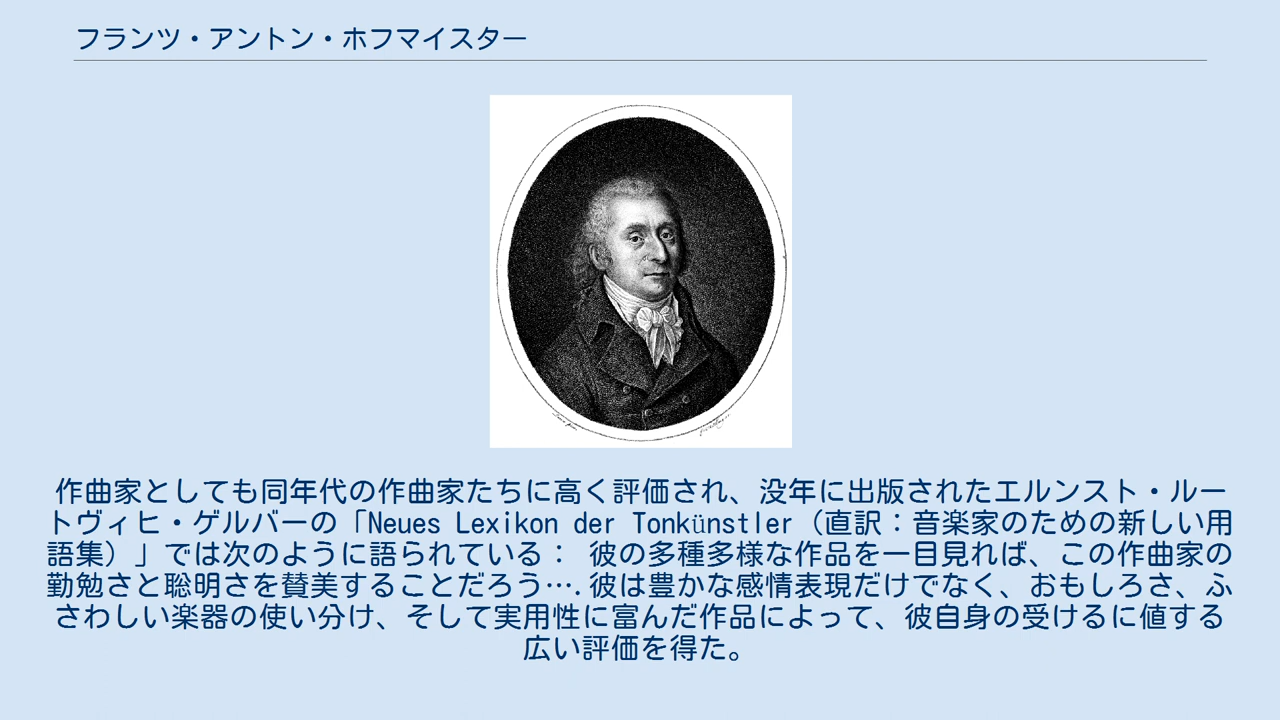 フランツ・アントン・ホフマイスター
作曲家としても同年代の作曲家たちに高く評価され、没年に出版されたエルンスト・ルー
トヴィヒ・ゲルバーの「Neues Lexikon der Tonkünstler（直訳：音楽家のための新しい用
語集）」では次のように語られている： 彼の多種多様な作品を一目見れば、この作曲家の
勤勉さと聡明さを賛美することだろう….彼は豊かな感情表現だけでなく、おもしろさ、ふ
さわしい楽器の使い分け、そして実用性に富んだ作品によって、彼自身の受けるに値する
広い評価を得た。